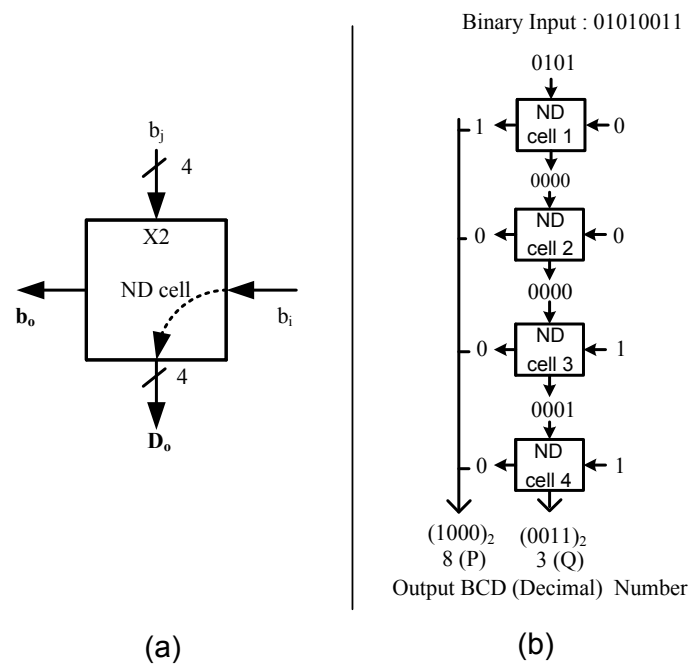 b_j
4
X2
ND cell
b_o
b_i
4
D_o
(a)
Binary Input : 01010011
0101
1
ND
cell 1
0
0000
0
ND
cell 2
0
0000
0
ND
cell 3
1
0001
0
ND
cell 4
1
(1000)₂
(0011)₂
8 (P)
3 (Q)
Output BCD (Decimal) Number
(b)